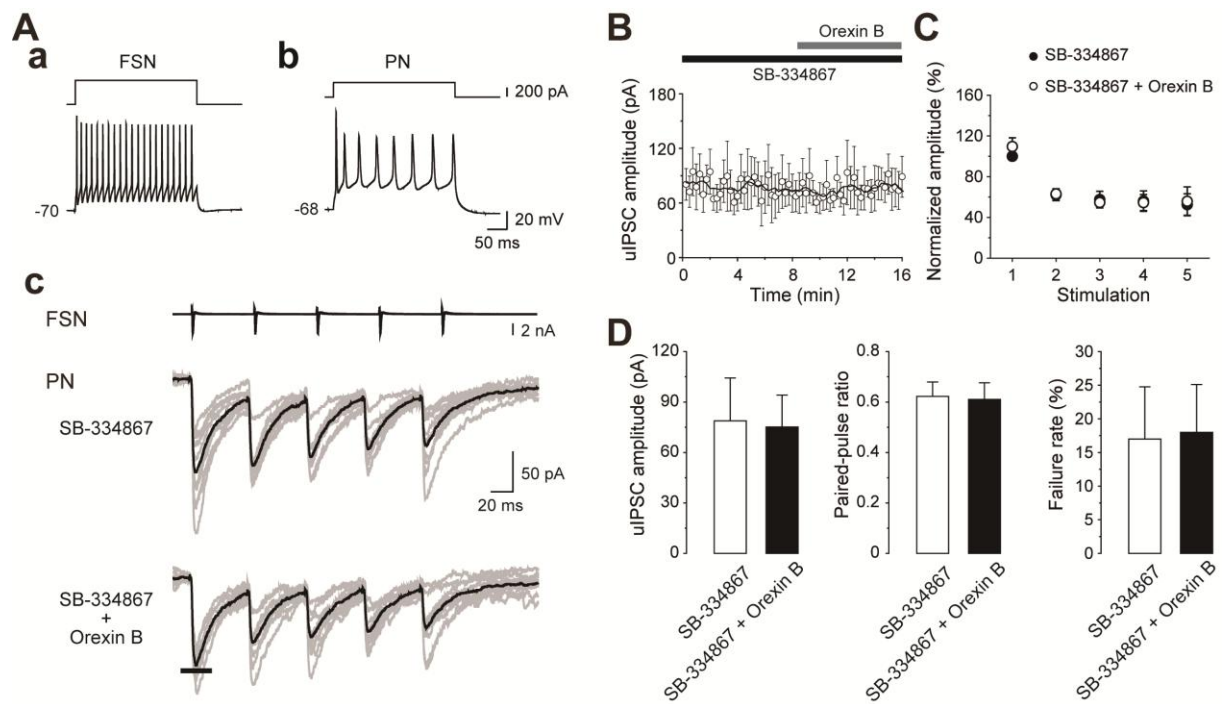 A
a
FSN
-70
b
PN
200 pA
-68
20 mV
50 ms
c
FSN
2 nA
PN
SB-334867
50 pA
20 ms
SB-334867
+
Orexin B
B
Orexin B
SB-334867
uIPSC amplitude (pA)
180
150
120
90
60
30
0
0
4
8
12
16
Time (min)
C
SB-334867
SB-334867 + Orexin B
Normalized amplitude (%)
160
120
80
40
0
1
2
3
4
5
Stimulation
D
uIPSC amplitude (pA)
120
90
60
30
0
SB-334867
SB-334867 + Orexin B
Paired-pulse ratio
0.8
0.6
0.4
0.2
0
SB-334867
SB-334867 + Orexin B
Failure rate (%)
30
25
20
15
10
5
0
SB-334867
SB-334867 + Orexin B